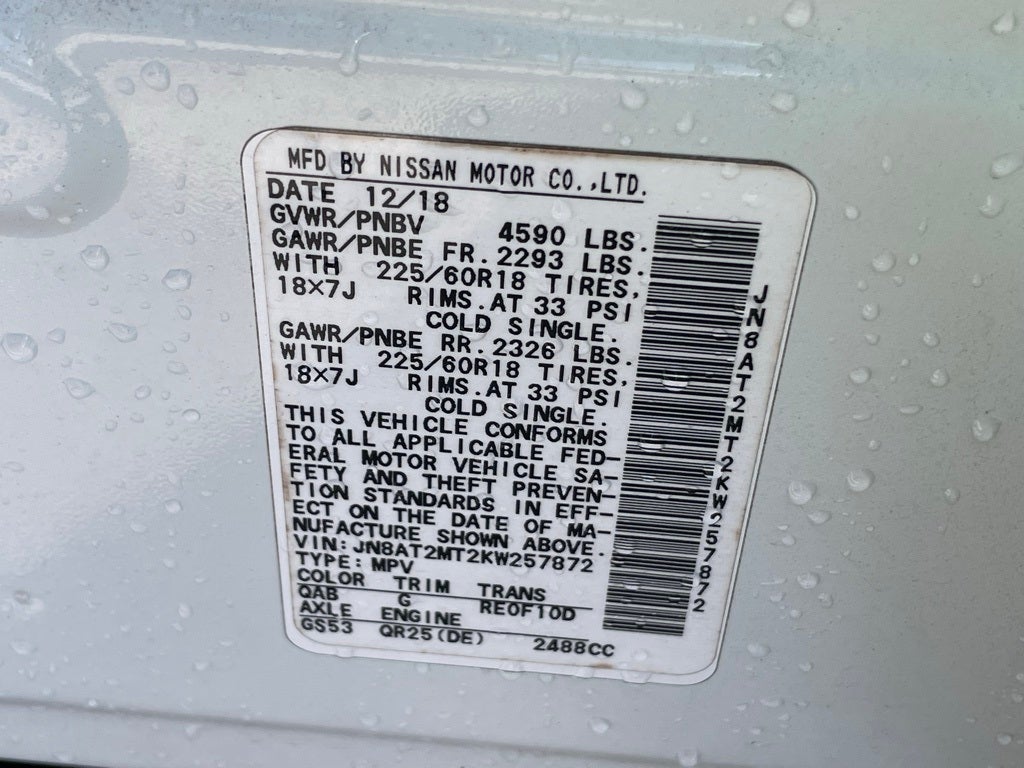 MFD BY NISSAN MOTOR CO.,LTD.
DATE 12/18
GVWR/PNBV 4590 LBS.
GAWR/PNBE FR. 2293 LBS.
WITH 225/60R18 TIRES,
18×7J RIMS.AT 33 PSI
COLD SINGLE.
GAWR/PNBE RR. 2326 LBS.
WITH 225/60R18 TIRES,
18×7J RIMS.AT 33 PSI
COLD SINGLE.
THIS VEHICLE CONFORMS
TO ALL APPLICABLE FED-
ERAL MOTOR VEHICLE SA-
FETY AND THEFT PREVEN-
TION STANDARDS IN EFF-
ECT ON THE DATE OF MA-
NUFACTURE SHOWN ABOVE.
VIN:JN8AT2MT2KW257872
TYPE:MPV
COLOR TRIM TRANS
QAB G RE0F10D
AXLE ENGINE
GS53 QR25(DE) 2488CC
JN8AT2MT2KW257872